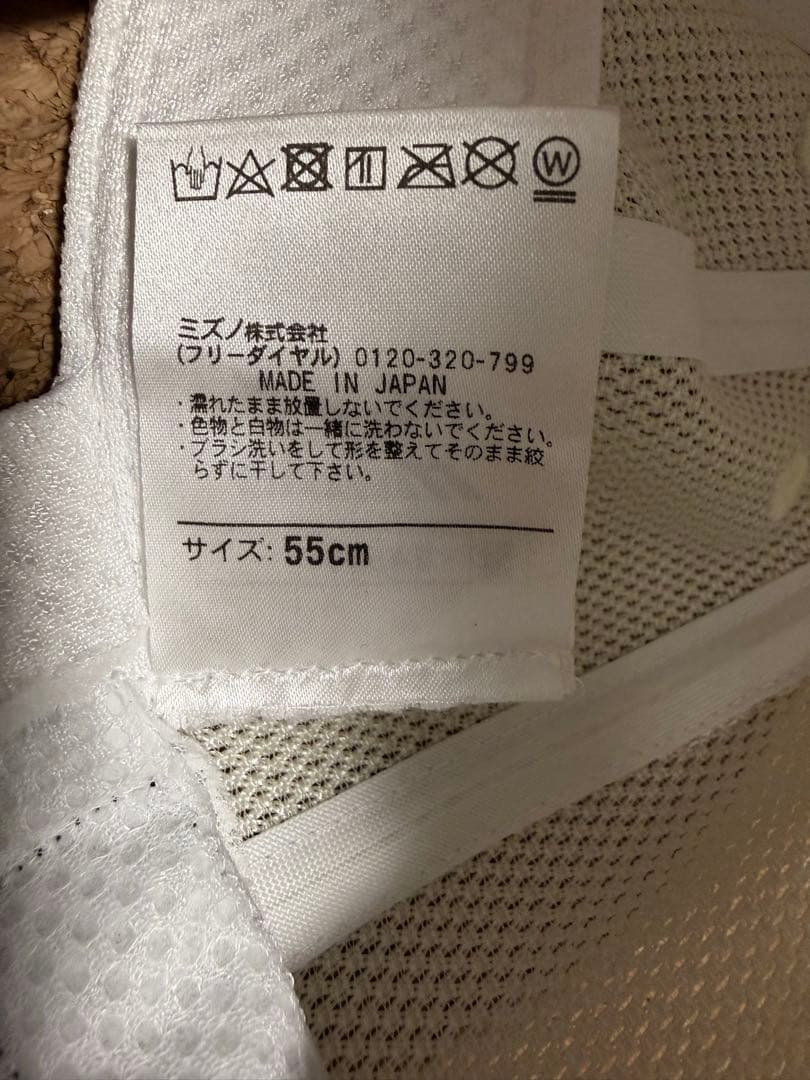 W
ミズノ株式会社
(フリーダイヤル) 0120-320-799
MADE IN JAPAN
・濡れたまま放置しないでください。
・色物と白物は一緒に洗わないでください。
・ブラシ洗いをして形を整えてそのまま絞
らずに干して下さい。
サイズ: 55cm